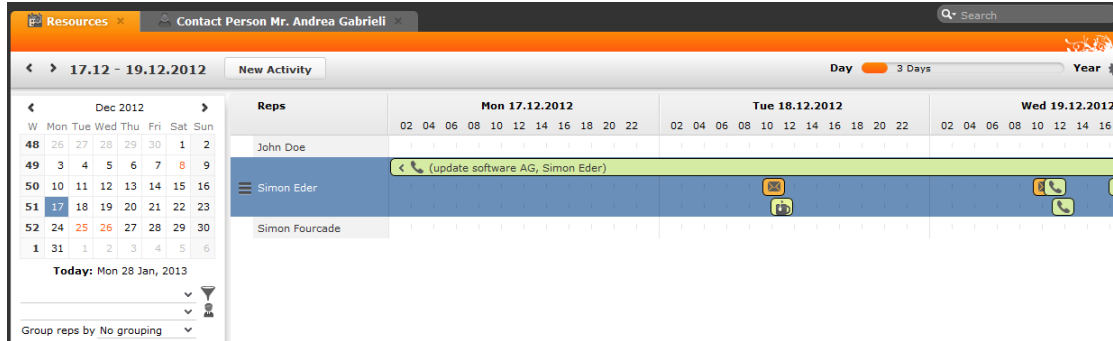 Resources × Contact Person Mr. Andrea Gabrieli × Search
17.12 - 19.12.2012 New Activity Day 3 Days Year
Dec 2012
W Mon Tue Wed Thu Fri Sat Sun
48 26 27 28 29 30 1 2
49 3 4 5 6 7 8 9
50 10 11 12 13 14 15 16
51 17 18 19 20 21 22 23
52 24 25 26 27 28 29 30
1 31 1 2 3 4 5 6
Today: Mon 28 Jan, 2013
Group reps by No grouping
Reps Mon 17.12.2012 Tue 18.12.2012 Wed 19.12.2012
02 04 06 08 10 12 14 16 18 20 22 02 04 06 08 10 12 14 16 18 20 22 02 04 06 08 10 12 14 16
John Doe
(update software AG, Simon Eder)
Simon Eder
Simon Fourcade